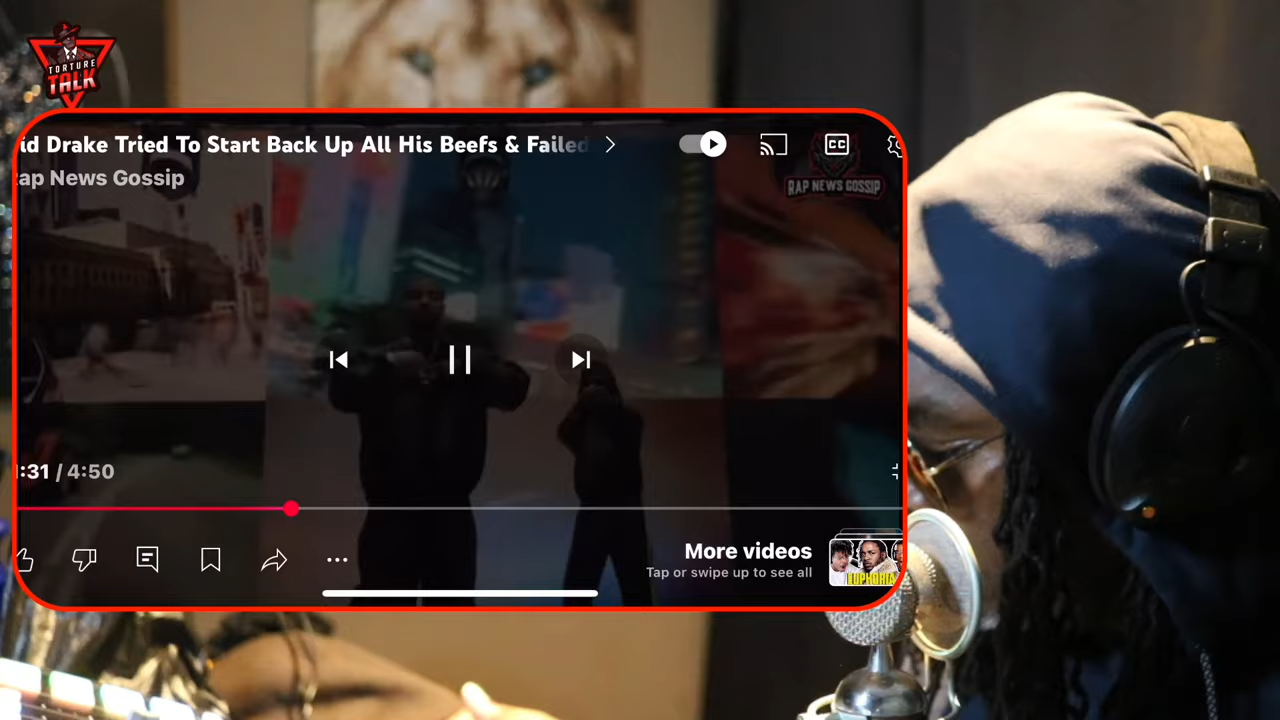 TORTURE
TALK
id Drake Tried To Start Back Up All His Beefs & Failed
ap News Gossip
RAP NEWS GOSSIP
:31 / 4:50
More videos
Tap or swipe up to see all
EUPHORIA